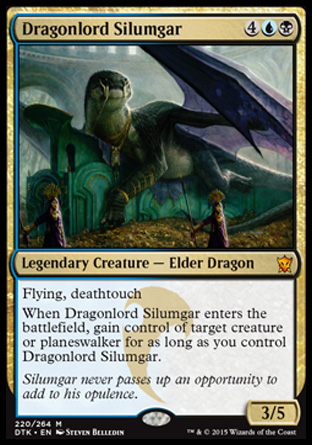 Dragonlord Silumgar 4
Legendary Creature — Elder Dragon
Flying, deathtouch
When Dragonlord Silumgar enters the
battlefield, gain control of target creature
or planeswalker for as long as you control
Dragonlord Silumgar.
Silumgar never passes up an opportunity to
add to his opulence.
3/5
220/264 M
DTK • EN Steven Belledin
™ & © 2015 Wizards of the Coast